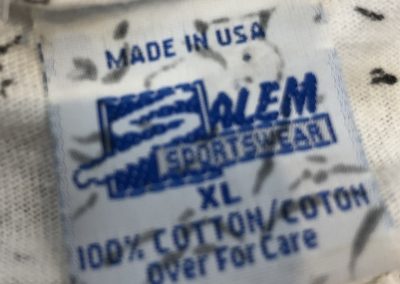 MADE IN USA
SALEM
SPORTSWEAR
XL
100% COTTON/COTON
Over For Care